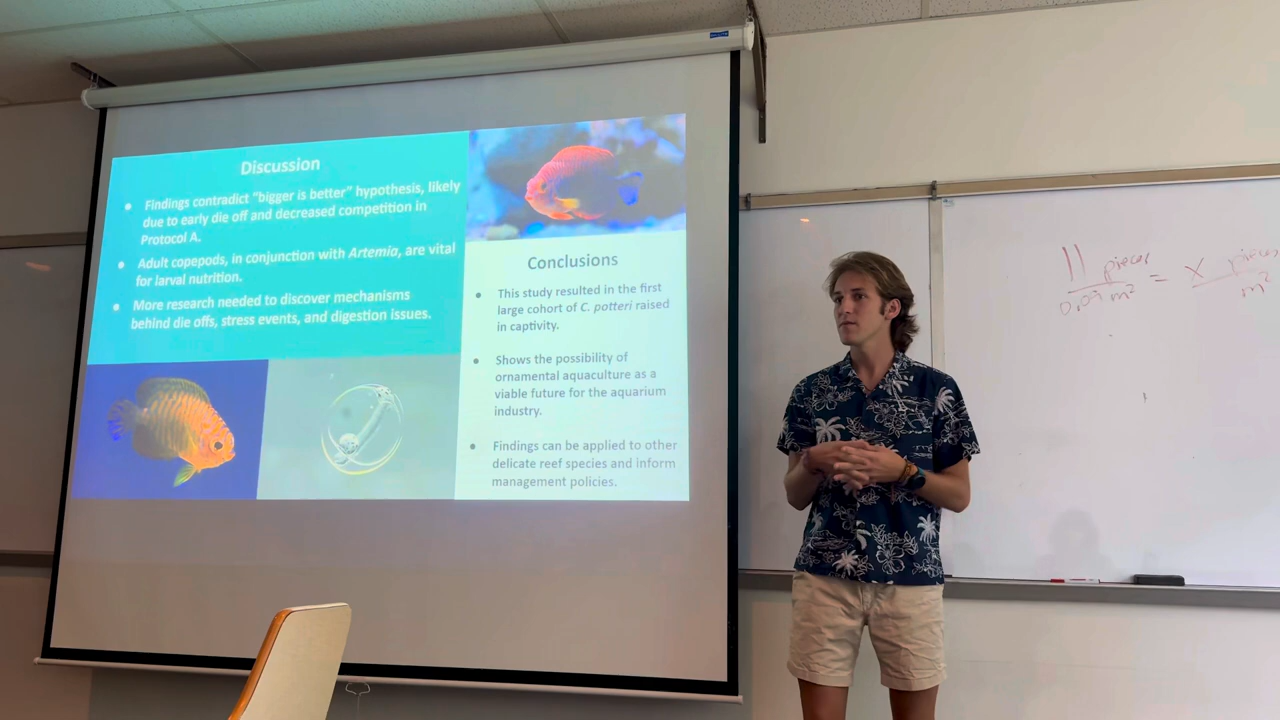 Discussion
• Findings contradict "bigger is better" hypothesis, likely
due to early die off and decreased competition in
Protocol A.
• Adult copepods, in conjunction with Artemia, are vital
for larval nutrition.
• More research needed to discover mechanisms
behind die offs, stress events, and digestion issues.
Conclusions
• This study resulted in the first
large cohort of C. potteri raised
in captivity.
• Shows the possibility of
ornamental aquaculture as a
viable future for the aquarium
industry.
• Findings can be applied to other
delicate reef species and inform
management policies.
11 pieces = x pieces
m² m²